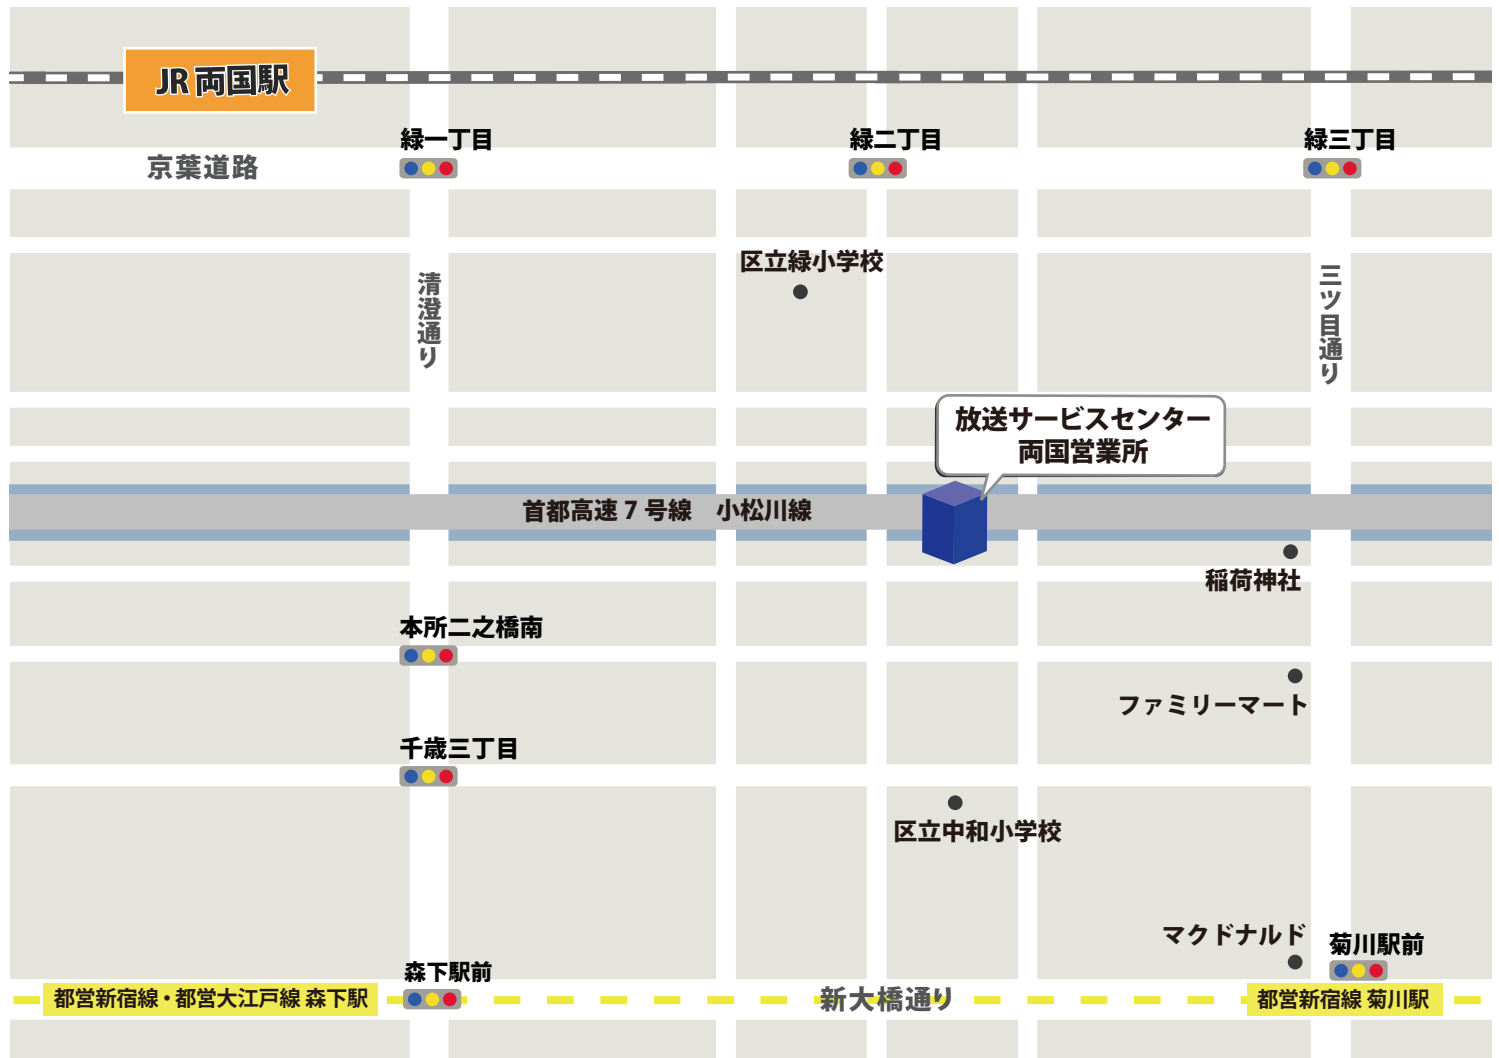 JR 両国駅
緑一丁目
緑二丁目
緑三丁目
京葉道路
区立緑小学校
清澄通り
三ツ目通り
放送サービスセンター
両国営業所
首都高速7号線　小松川線
稲荷神社
本所二之橋南
ファミリーマート
千歳三丁目
区立中和小学校
マクドナルド
菊川駅前
森下駅前
都営新宿線・都営大江戸線 森下駅
新大橋通り
都営新宿線 菊川駅